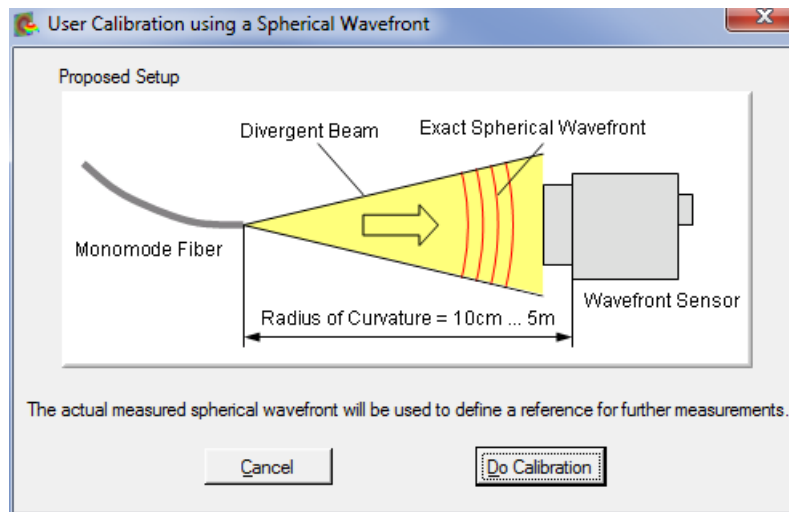 User Calibration using a Spherical Wavefront
Proposed Setup
Divergent Beam
Exact Spherical Wavefront
Monomode Fiber
Wavefront Sensor
Radius of Curvature = 10cm ... 5m
The actual measured spherical wavefront will be used to define a reference for further measurements.
Cancel
Do Calibration